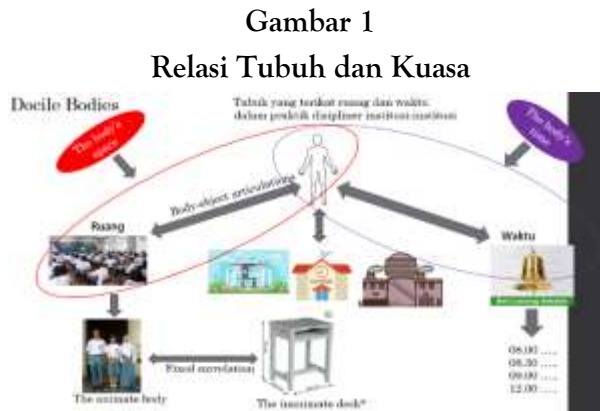 Gambar 1
Relasi Tubuh dan Kuasa
Docile Bodies
Tubuh yang terikat ruang dan waktu
dalam praktik disipliner institusi-institusi
The body's
space
The body's
time
Body-object articulations
Ruang
Waktu
08.00 .....
08.30 .....
09.00 .....
12.00 .....
Fixed correlation
The animate body
The inanimate desk*